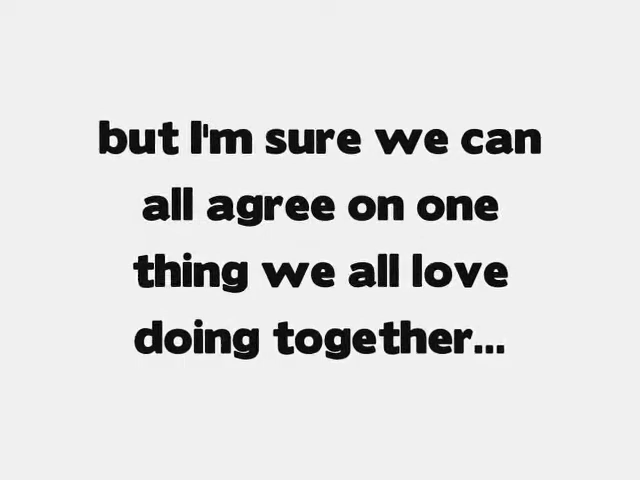 but I'm sure we can
all agree on one
thing we all love
doing together...